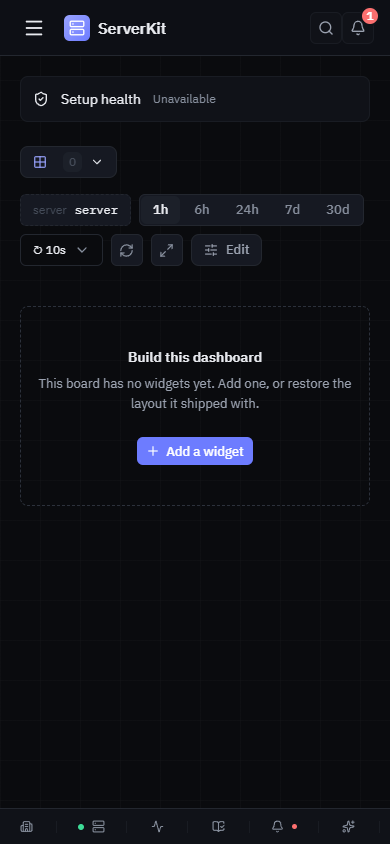 ServerKit
1
Setup health Unavailable
0
server server 1h 6h 24h 7d 30d
10s Edit
Build this dashboard
This board has no widgets yet. Add one, or restore the
layout it shipped with.
+ Add a widget